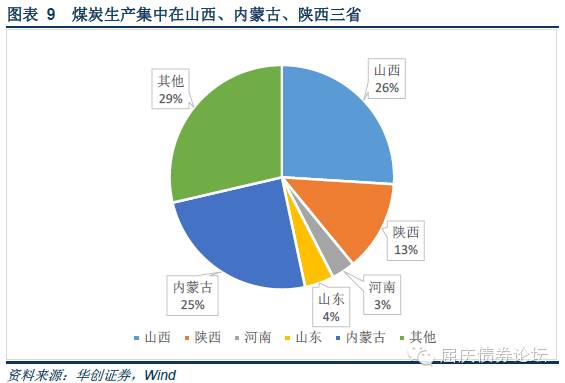 图表 9 煤炭生产集中在山西、内蒙古、陕西三省
其他
29%
山西
26%
陕西
13%
内蒙古
25%
山东
4%
河南
3%
山西 陕西 河南 山东 内蒙古 其他
屈庆债券论坛
资料来源：华创证券，Wind